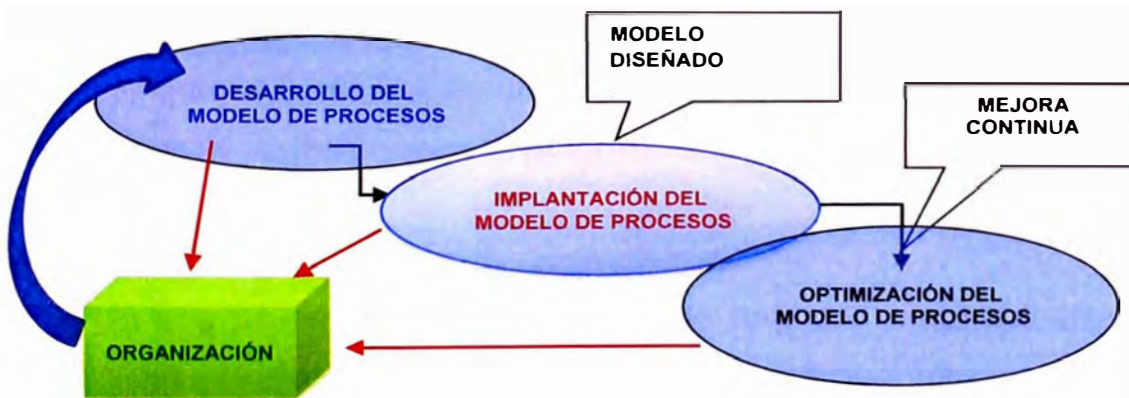 MODELO
DISEÑADO
DESARROLLO DEL
MODELO DE PROCESOS
MEJORA
CONTINUA
IMPLANTACIÓN DEL
MODELO DE PROCESOS
OPTIMIZACIÓN DEL
MODELO DE PROCESOS
ORGANIZACIÓN